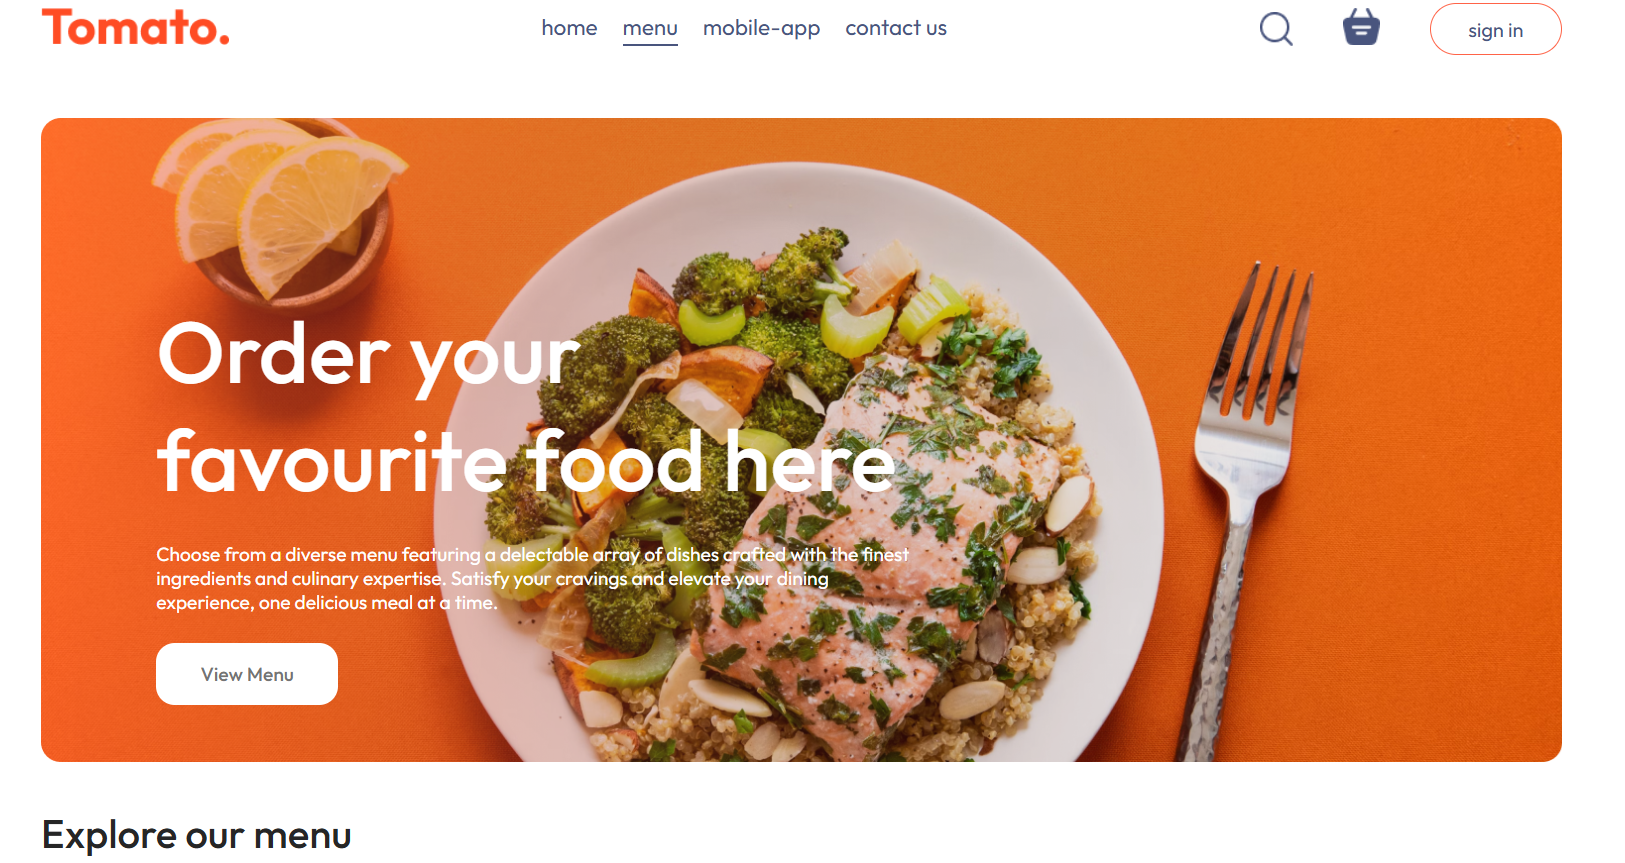 Tomato.
home menu mobile-app contact us
sign in
Order your
favourite food here
Choose from a diverse menu featuring a delectable array of dishes crafted with the finest
ingredients and culinary expertise. Satisfy your cravings and elevate your dining
experience, one delicious meal at a time.
View Menu
Explore our menu